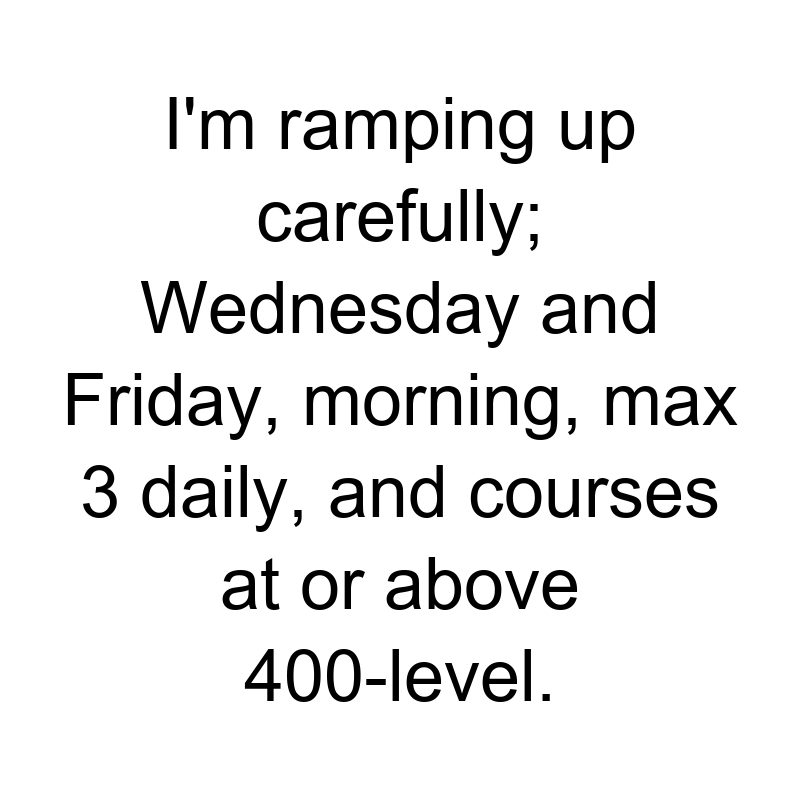 I'm ramping up
carefully;
Wednesday and
Friday, morning, max
3 daily, and courses
at or above
400-level.